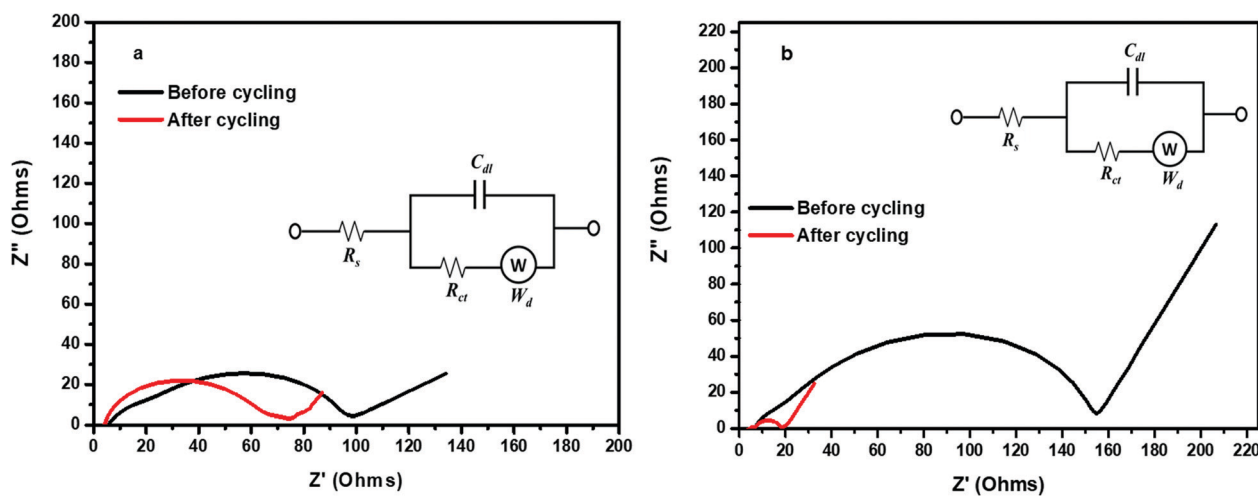 a
Before cycling
After cycling
C_dl
R_s
R_ct
W
W_d
Z'' (Ohms)
200
180
160
140
120
100
80
60
40
20
0
0 20 40 60 80 100 120 140 160 180 200
Z' (Ohms)
b
Before cycling
After cycling
C_dl
R_s
R_ct
W
W_d
Z'' (Ohms)
220
200
180
160
140
120
100
80
60
40
20
0
0 20 40 60 80 100 120 140 160 180 200 220
Z' (Ohms)